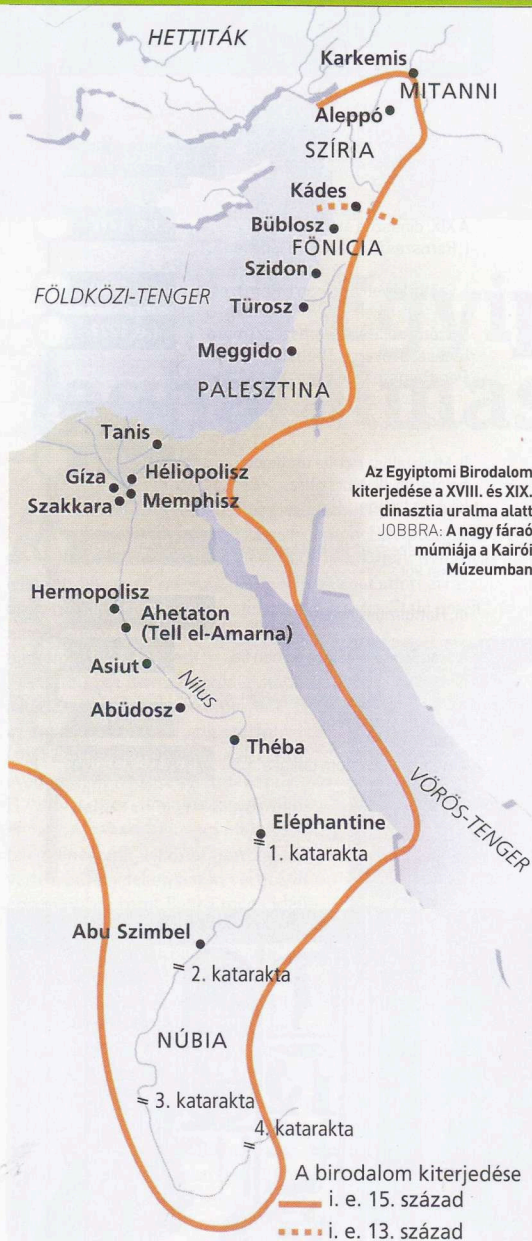 HETTITÁK
Karkemis
MITANNI
Aleppó
SZÍRIA
Kádes
Büblosz
FÖNICIA
Szidon
FÖLDKÖZI-TENGER
Türosz
Meggido
PALESZTINA
Tanis
Gíza
Héliopolisz
Szakkara
Memphisz
Az Egyiptomi Birodalom
kiterjedése a XVIII. és XIX.
dinasztia uralma alatt
JOBBRA: A nagy fáraó
múmiája a Kairói
Múzeumban
Hermopolisz
Ahetaton
(Tell el-Amarna)
Asiut
Nílus
Abüdosz
Théba
VÖRÖS-TENGER
Eléphantine
1. katarakta
Abu Szimbel
2. katarakta
NÚBIA
3. katarakta
4. katarakta
A birodalom kiterjedése
i. e. 15. század
i. e. 13. század